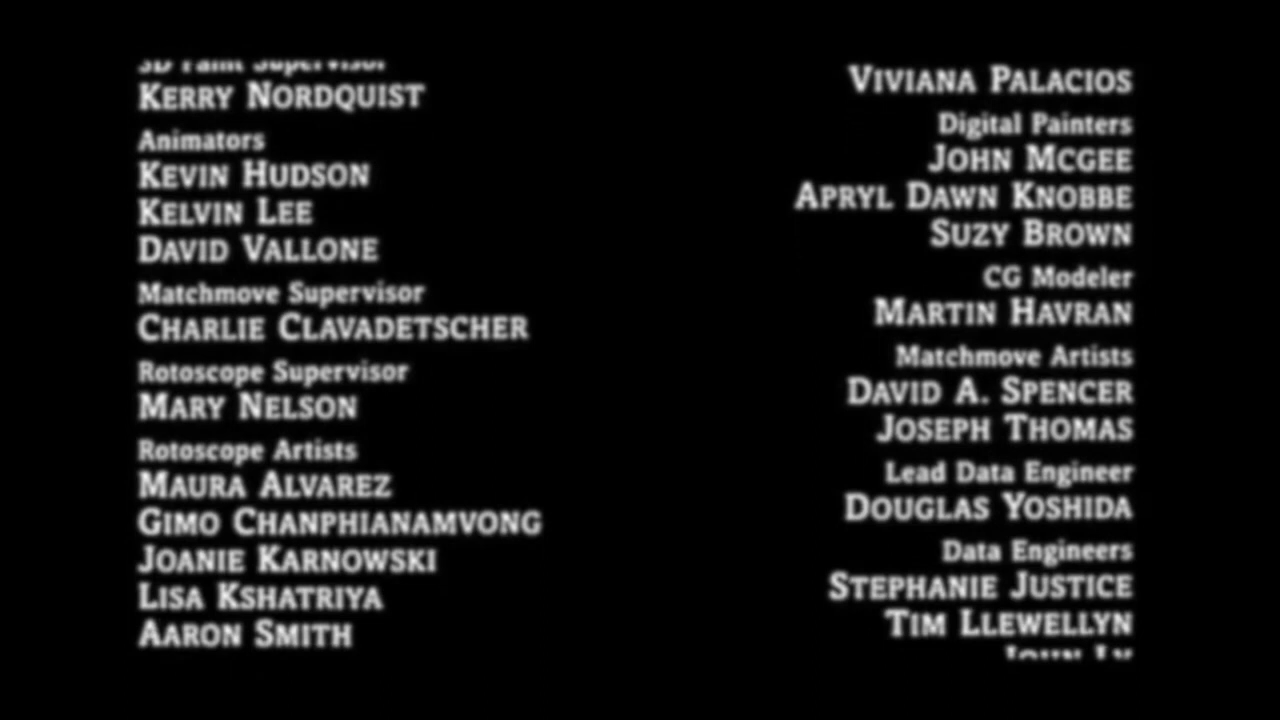 3D Paint Supervisor
KERRY NORDQUIST
Animators
KEVIN HUDSON
KELVIN LEE
DAVID VALLONE
Matchmove Supervisor
CHARLIE CLAVADETSCHER
Rotoscope Supervisor
MARY NELSON
Rotoscope Artists
MAURA ALVAREZ
GIMO CHANPHIANAMVONG
JOANIE KARNOWSKI
LISA KSHATRIYA
AARON SMITH
VIVIANA PALACIOS
Digital Painters
JOHN MCGEE
APRYL DAWN KNOBBE
SUZY BROWN
CG Modeler
MARTIN HAVRAN
Matchmove Artists
DAVID A. SPENCER
JOSEPH THOMAS
Lead Data Engineer
DOUGLAS YOSHIDA
Data Engineers
STEPHANIE JUSTICE
TIM LLEWELLYN